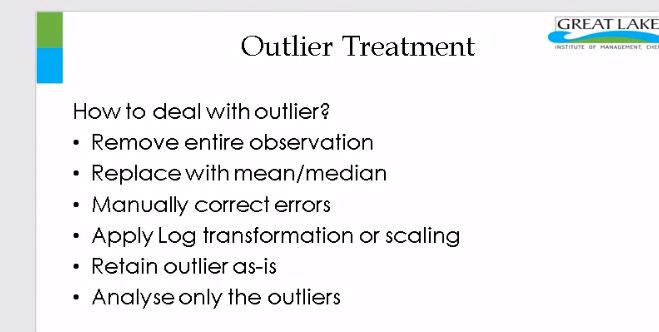 Outlier Treatment
GREAT LAKE
INSTITUTE OF MANAGEMENT, CHE
How to deal with outlier?
• Remove entire observation
• Replace with mean/median
• Manually correct errors
• Apply Log transformation or scaling
• Retain outlier as-is
• Analyse only the outliers